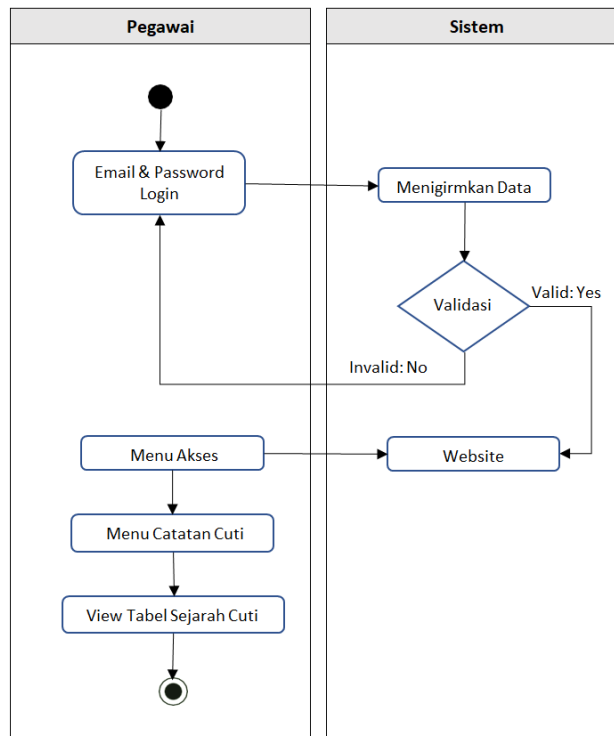 Pegawai
Sistem
Email & Password
Login
Menigirmkan Data
Validasi
Valid: Yes
Invalid: No
Menu Akses
Website
Menu Catatan Cuti
View Tabel Sejarah Cuti